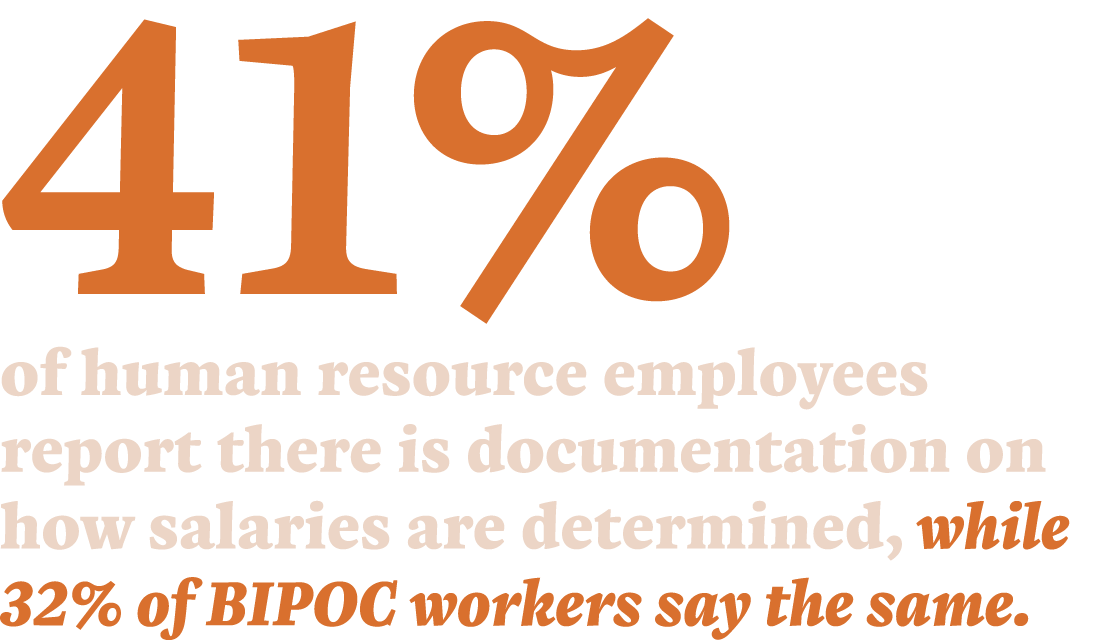 41%
of human resource employees
report there is documentation on
how salaries are determined, while
32% of BIPOC workers say the same.